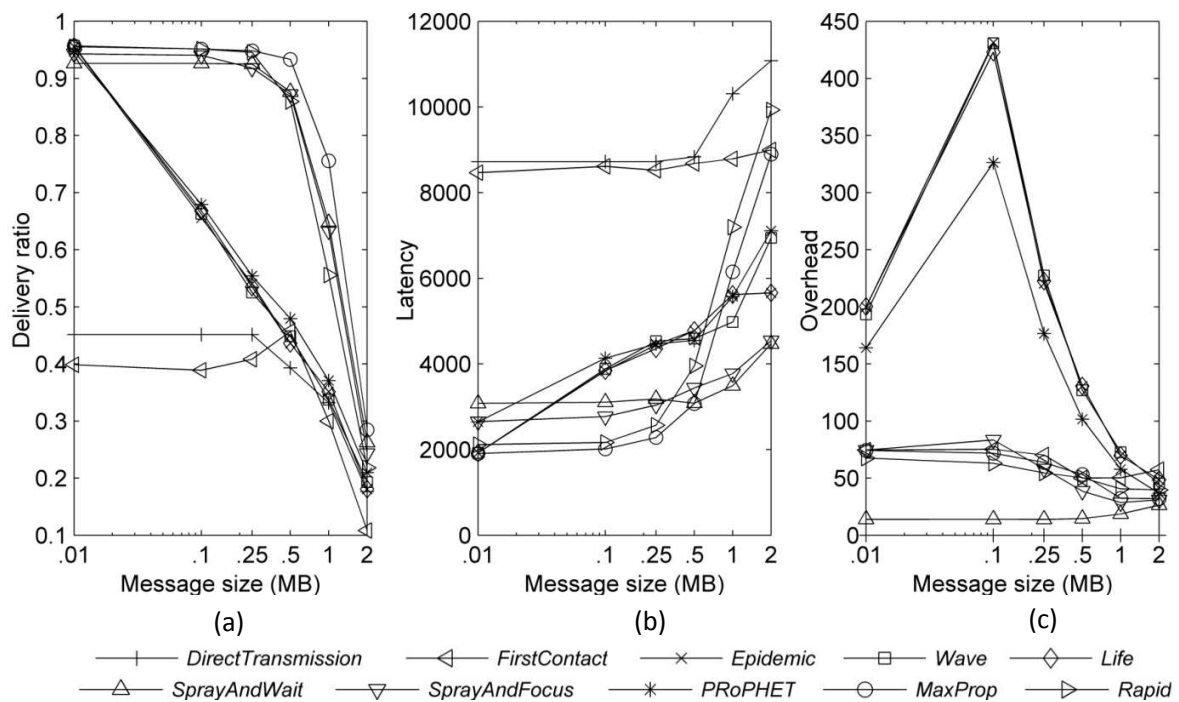 1
0.9
0.8
0.7
0.6
0.5
0.4
0.3
0.2
0.1
Delivery ratio
.01 .1 .25 .5 1 2
Message size (MB)
(a)
12000
10000
8000
6000
4000
2000
0
Latency
.01 .1 .25 .5 1 2
Message size (MB)
(b)
450
400
350
300
250
200
150
100
50
0
Overhead
.01 .1 .25 .5 1 2
Message size (MB)
(c)
DirectTransmission FirstContact Epidemic Wave Life
SprayAndWait SprayAndFocus PRoPHET MaxProp Rapid